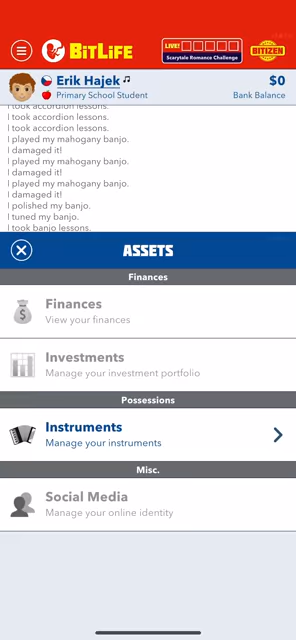 BITLIFE
LIVE!
Scarytale Romance Challenge
BITIZEN
Erik Hajek
$0
Primary School Student
Bank Balance
I took accordion lessons.
I took accordion lessons.
I took accordion lessons.
I played my mahogany banjo.
I damaged it!
I played my mahogany banjo.
I damaged it!
I played my mahogany banjo.
I damaged it!
I polished my banjo.
I tuned my banjo.
I took banjo lessons.
ASSETS
Finances
Finances
View your finances
Investments
Manage your investment portfolio
Possessions
Instruments
Manage your instruments
Misc.
Social Media
Manage your online identity